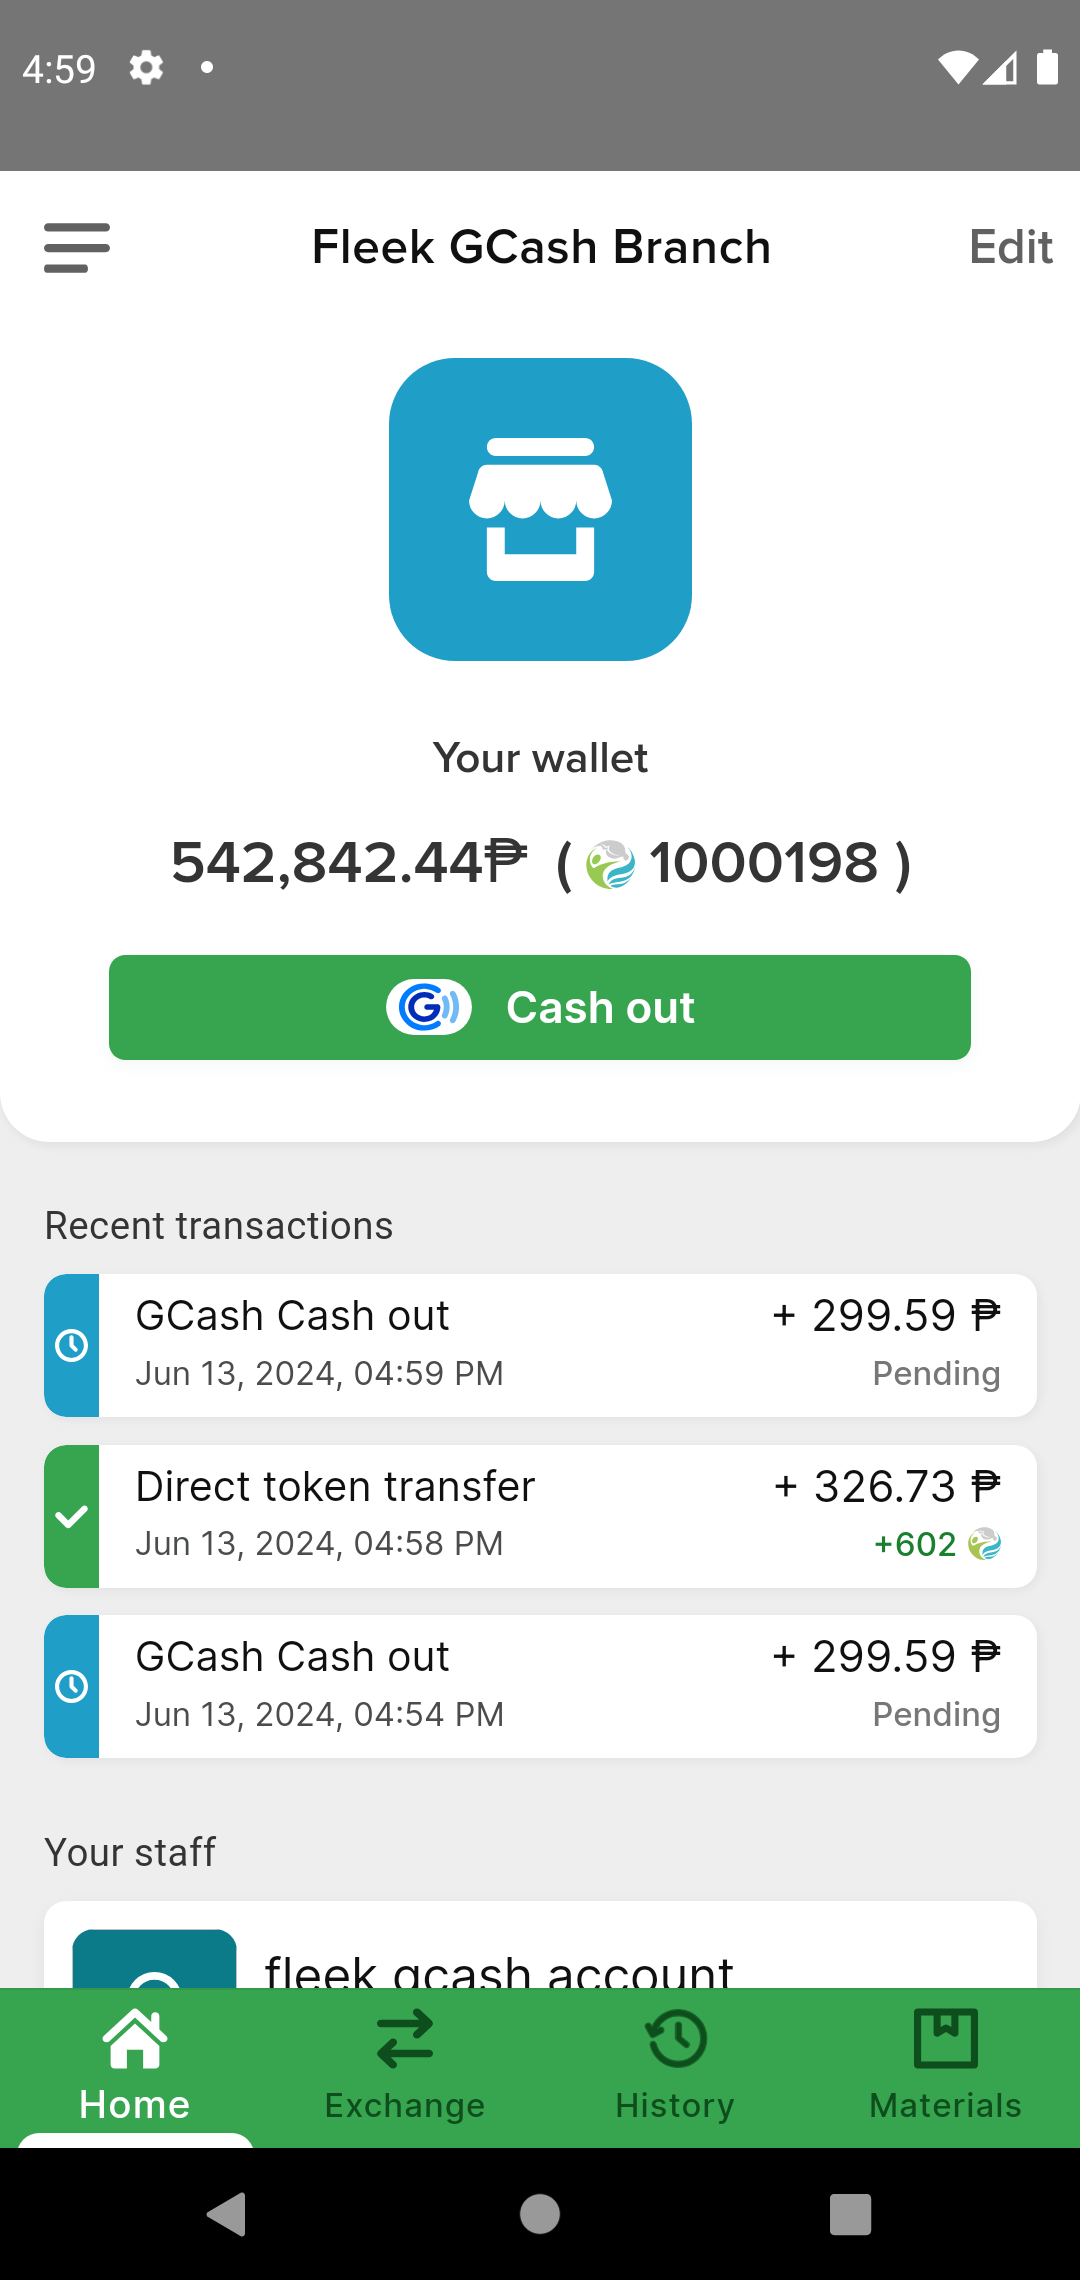 4:59
Fleek GCash Branch
Edit
Your wallet
542,842.44₱ ( 1000198 )
G Cash out
Recent transactions
GCash Cash out + 299.59 ₱
Jun 13, 2024, 04:59 PM Pending
Direct token transfer + 326.73 ₱
Jun 13, 2024, 04:58 PM +602
GCash Cash out + 299.59 ₱
Jun 13, 2024, 04:54 PM Pending
Your staff
fleek gcash account
Home Exchange History Materials